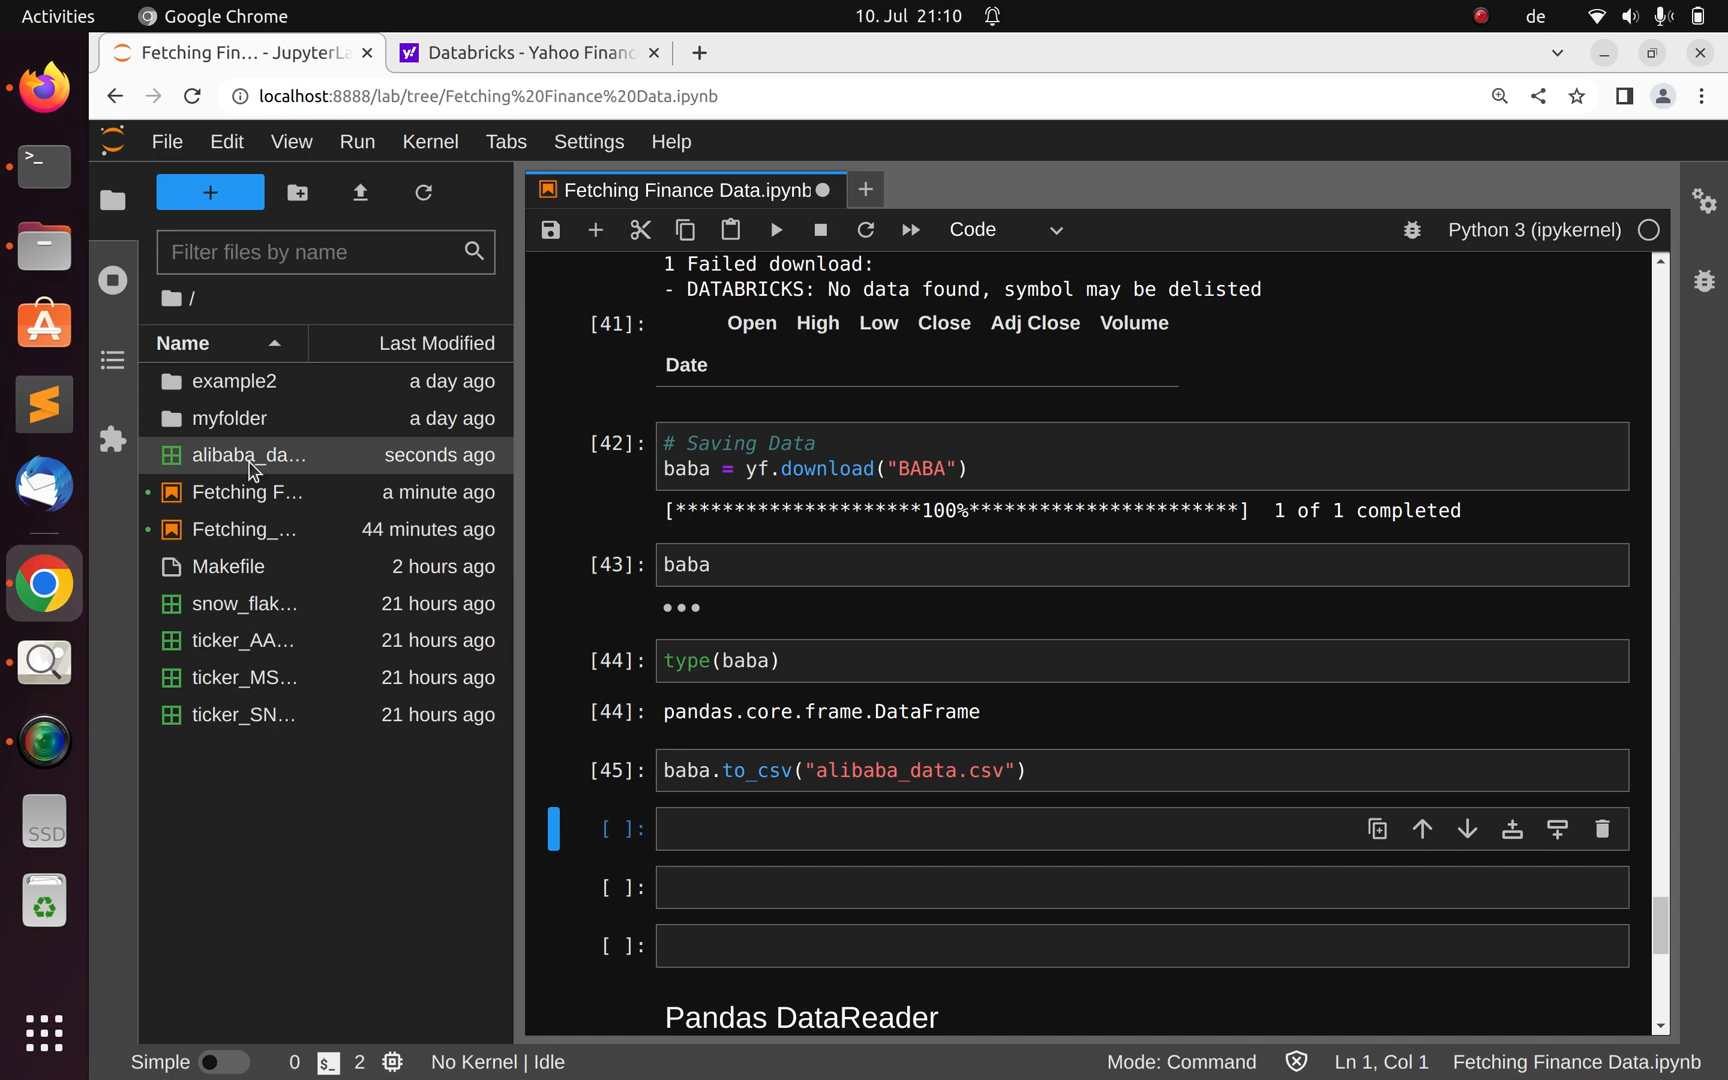 Activities Google Chrome 10. Jul 21:10 de
Fetching Fin... - JupyterLa Databricks - Yahoo Financ
localhost:8888/lab/tree/Fetching%20Finance%20Data.ipynb
File Edit View Run Kernel Tabs Settings Help
Fetching Finance Data.ipynb
Code Python 3 (ipykernel)
Filter files by name
/
Name Last Modified
example2 a day ago
myfolder a day ago
alibaba_da... seconds ago
Fetching F... a minute ago
Fetching_... 44 minutes ago
Makefile 2 hours ago
snow_flak... 21 hours ago
ticker_AA... 21 hours ago
ticker_MS... 21 hours ago
ticker_SN... 21 hours ago
1 Failed download:
- DATABRICKS: No data found, symbol may be delisted
[41]: Open High Low Close Adj Close Volume
Date
[42]: # Saving Data
baba = yf.download("BABA")
[*********************100%***********************] 1 of 1 completed
[43]: baba
[44]: type(baba)
[44]: pandas.core.frame.DataFrame
[45]: baba.to_csv("alibaba_data.csv")
[ ]:
[ ]:
[ ]:
Pandas DataReader
SSD
Simple 0 $_ 2 No Kernel | Idle Mode: Command Ln 1, Col 1 Fetching Finance Data.ipynb